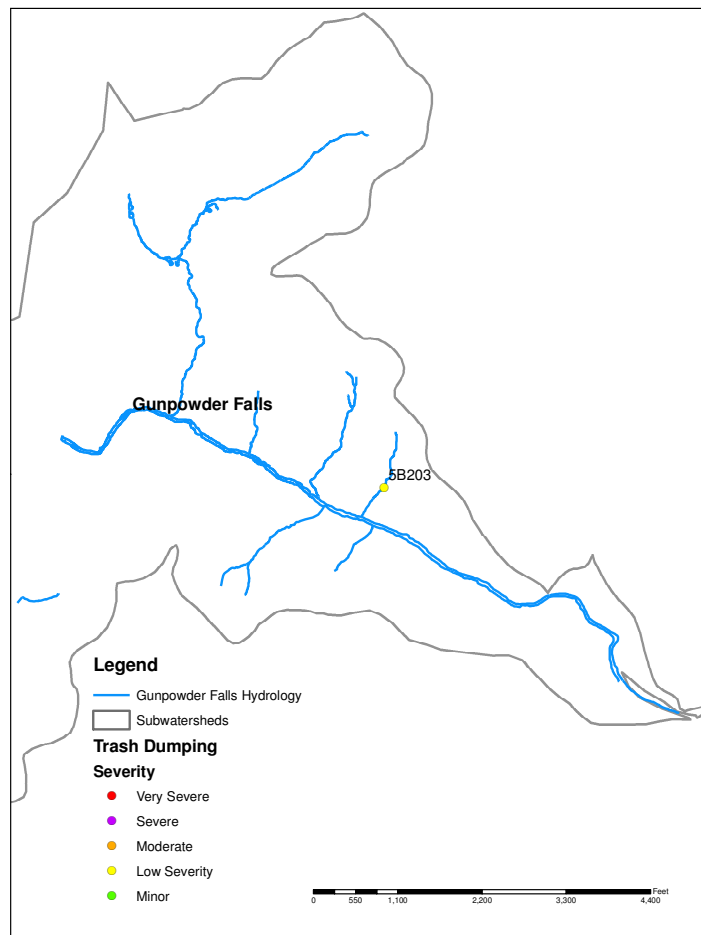 Gunpowder Falls
5B203
Legend
Gunpowder Falls Hydrology
Subwatersheds
Trash Dumping
Severity
Very Severe
Severe
Moderate
Low Severity
Minor
Feet
0 550 1,100 2,200 3,300 4,400